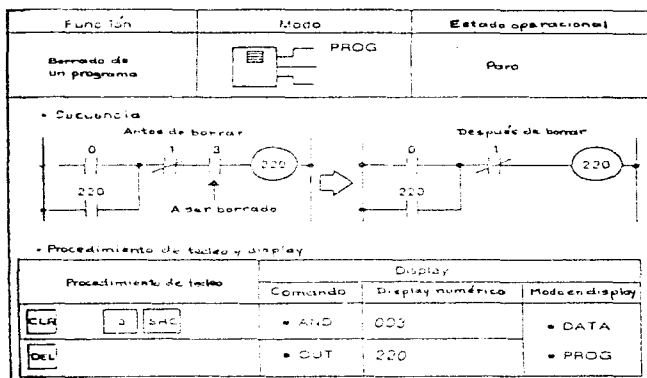 Función Modo Estado operacional
Borrado de
un programa
PROG
Paro
• Secuencia
Antes de borrar Después de borrar
0 1 3 220 0 1 220
220 220
A ser borrado
• Procedimiento de tecleo y display
Procedimiento de tecleo Display
Comando Display numérico Modo en display
CLR 3 SRC • AND 003 • DATA
DEL • OUT 220 • PROG